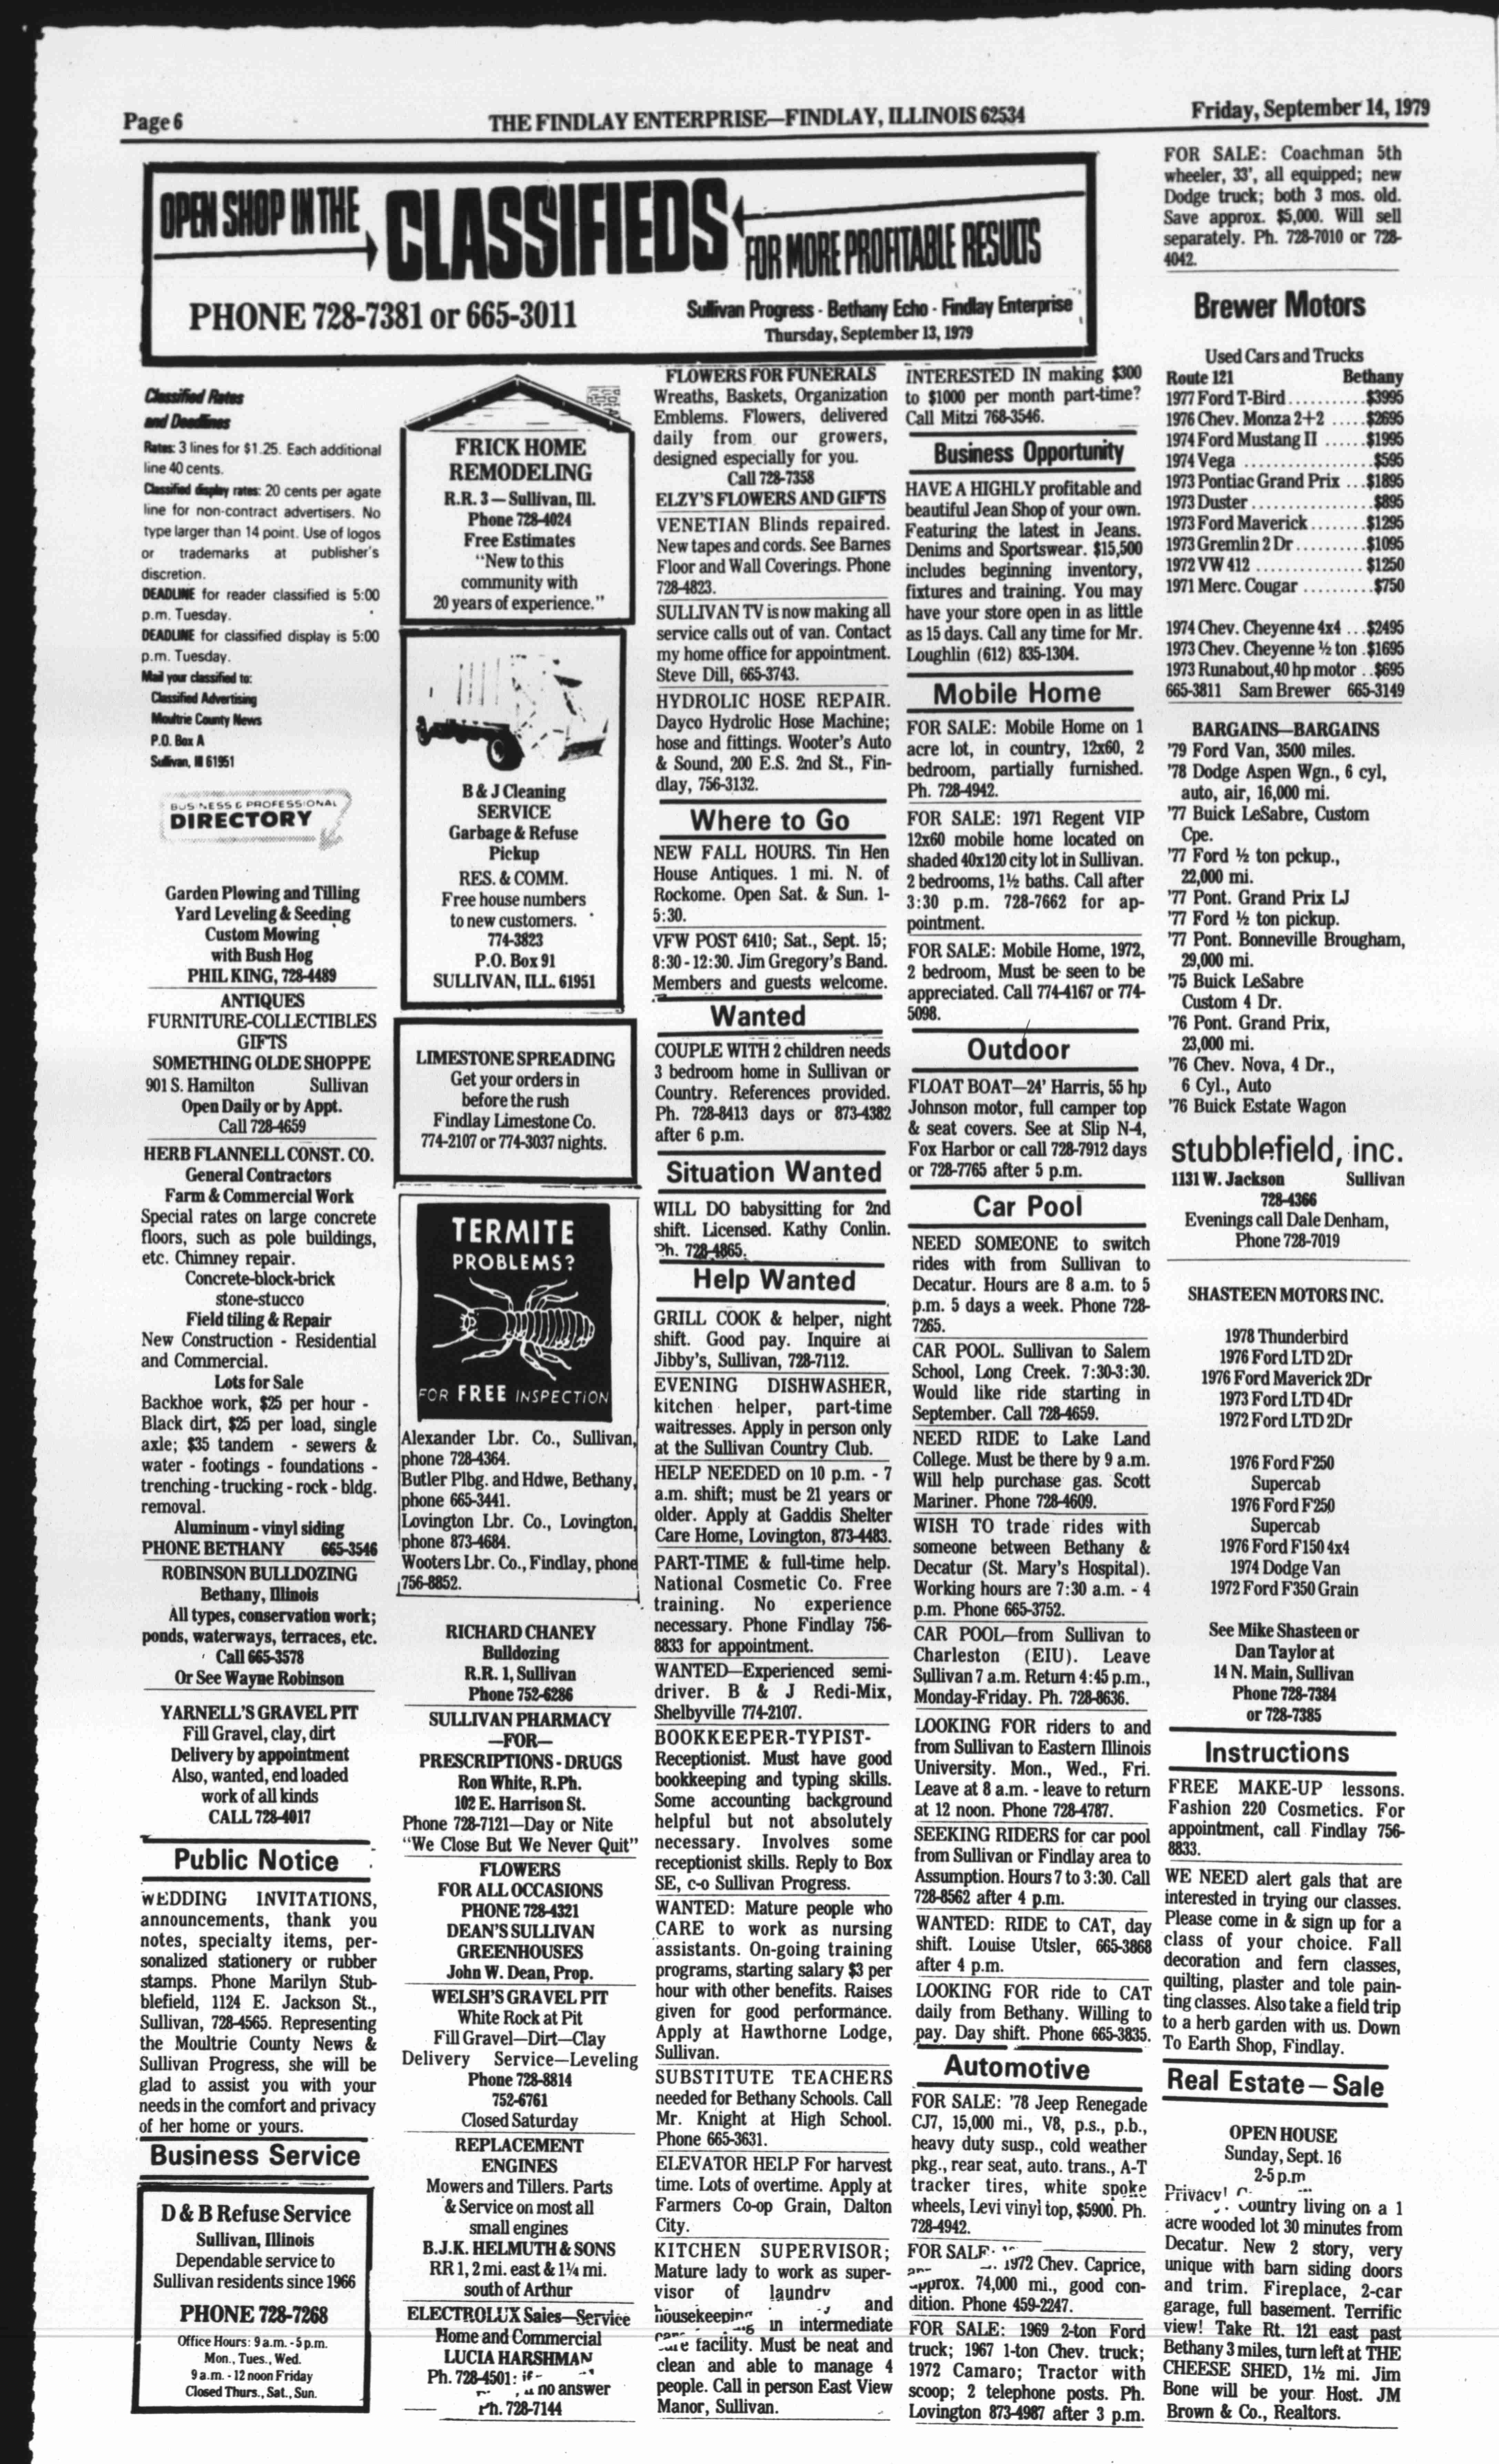 Page 6
THE FINDLAY ENTERPRISE—FINDLAY, ILLINOIS 62534
Friday, September 14, 1979
OPEN SHOP IN THE
CLASSIFIEDS
FOR MORE PROFITABLE RESULTS
PHONE 728-7381 or 665-3011
Sullivan Progress - Bethany Echo - Findlay Enterprise
Thursday, September 13, 1979
Classified Rates
and Deadlines
Rates: 3 lines for $1.25. Each additional
line 40 cents.
Classified display rates: 20 cents per agate
line for non-contract advertisers. No
type larger than 14 point. Use of logos
or trademarks at publisher's
discretion.
DEADLINE for reader classified is 5:00
p.m. Tuesday.
DEADLINE for classified display is 5:00
p.m. Tuesday.
Mail your classified to:
Classified Advertising
Moultrie County News
P.O. Box A
Sullivan, Ill 61951
BUSINESS & PROFESSIONAL
DIRECTORY
Garden Plowing and Tilling
Yard Leveling & Seeding
Custom Mowing
with Bush Hog
PHIL KING, 728-4489
ANTIQUES
FURNITURE-COLLECTIBLES
GIFTS
SOMETHING OLDE SHOPPE
901 S. Hamilton Sullivan
Open Daily or by Appt.
Call 728-4659
HERB FLANNELL CONST. CO.
General Contractors
Farm & Commercial Work
Special rates on large concrete
floors, such as pole buildings,
etc. Chimney repair.
Concrete-block-brick
stone-stucco
Field tiling & Repair
New Construction - Residential
and Commercial.
Lots for Sale
Backhoe work, $25 per hour -
Black dirt, $25 per load, single
axle; $35 tandem - sewers &
water - footings - foundations -
trenching - trucking - rock - bldg.
removal.
Aluminum - vinyl siding
PHONE BETHANY 665-3546
ROBINSON BULLDOZING
Bethany, Illinois
All types, conservation work;
ponds, waterways, terraces, etc.
Call 665-3578
Or See Wayne Robinson
YARNELL'S GRAVEL PIT
Fill Gravel, clay, dirt
Delivery by appointment
Also, wanted, end loaded
work of all kinds
CALL 728-4017
Public Notice
WEDDING INVITATIONS,
announcements, thank you
notes, specialty items, per-
sonalized stationery or rubber
stamps. Phone Marilyn Stub-
blefield, 1124 E. Jackson St.,
Sullivan, 728-4565. Representing
the Moultrie County News &
Sullivan Progress, she will be
glad to assist you with your
needs in the comfort and privacy
of her home or yours.
Business Service
D & B Refuse Service
Sullivan, Illinois
Dependable service to
Sullivan residents since 1966
PHONE 728-7268
Office Hours: 9 a.m. - 5 p.m.
Mon., Tues., Wed.
9 a.m. - 12 noon Friday
Closed Thurs., Sat., Sun.
FRICK HOME
REMODELING
R.R. 3 — Sullivan, Ill.
Phone 728-4024
Free Estimates
"New to this
community with
20 years of experience."
B & J Cleaning
SERVICE
Garbage & Refuse
Pickup
RES. & COMM.
Free house numbers
to new customers.
774-3823
P.O. Box 91
SULLIVAN, ILL. 61951
LIMESTONE SPREADING
Get your orders in
before the rush
Findlay Limestone Co.
774-2107 or 774-3037 nights.
TERMITE
PROBLEMS?
FOR FREE INSPECTION
Alexander Lbr. Co., Sullivan,
phone 728-4364.
Butler Plbg. and Hdwe, Bethany,
phone 665-3441.
Lovington Lbr. Co., Lovington,
phone 873-4684.
Wooters Lbr. Co., Findlay, phone
756-8852.
RICHARD CHANEY
Bulldozing
R.R. 1, Sullivan
Phone 752-6286
SULLIVAN PHARMACY
—FOR—
PRESCRIPTIONS - DRUGS
Ron White, R.Ph.
102 E. Harrison St.
Phone 728-7121—Day or Nite
"We Close But We Never Quit"
FLOWERS
FOR ALL OCCASIONS
PHONE 728-4321
DEAN'S SULLIVAN
GREENHOUSES
John W. Dean, Prop.
WELSH'S GRAVEL PIT
White Rock at Pit
Fill Gravel—Dirt—Clay
Delivery Service—Leveling
Phone 728-8814
752-6761
Closed Saturday
REPLACEMENT
ENGINES
Mowers and Tillers. Parts
& Service on most all
small engines
B.J.K. HELMUTH & SONS
RR 1, 2 mi. east & 1¼ mi.
south of Arthur
ELECTROLUX Sales—Service
Home and Commercial
LUCIA HARSHMAN
Ph. 728-4501: if
no answer
Ph. 728-7144
FLOWERS FOR FUNERALS
Wreaths, Baskets, Organization
Emblems. Flowers, delivered
daily from our growers,
designed especially for you.
Call 728-7358
ELZY'S FLOWERS AND GIFTS
VENETIAN Blinds repaired.
New tapes and cords. See Barnes
Floor and Wall Coverings. Phone
728-4823.
SULLIVAN TV is now making all
service calls out of van. Contact
my home office for appointment.
Steve Dill, 665-3743.
HYDROLIC HOSE REPAIR.
Dayco Hydrolic Hose Machine;
hose and fittings. Wooter's Auto
& Sound, 200 E.S. 2nd St., Fin-
dlay, 756-3132.
Where to Go
NEW FALL HOURS. Tin Hen
House Antiques. 1 mi. N. of
Rockome. Open Sat. & Sun. 1-
5:30.
VFW POST 6410; Sat., Sept. 15;
8:30 - 12:30. Jim Gregory's Band.
Members and guests welcome.
Wanted
COUPLE WITH 2 children needs
3 bedroom home in Sullivan or
Country. References provided.
Ph. 728-8413 days or 873-4382
after 6 p.m.
Situation Wanted
WILL DO babysitting for 2nd
shift. Licensed. Kathy Conlin.
Ph. 728-4865.
Help Wanted
GRILL COOK & helper, night
shift. Good pay. Inquire at
Jibby's, Sullivan, 728-7112.
EVENING DISHWASHER,
kitchen helper, part-time
waitresses. Apply in person only
at the Sullivan Country Club.
HELP NEEDED on 10 p.m. - 7
a.m. shift; must be 21 years or
older. Apply at Gaddis Shelter
Care Home, Lovington, 873-4483.
PART-TIME & full-time help.
National Cosmetic Co. Free
training. No experience
necessary. Phone Findlay 756-
8833 for appointment.
WANTED—Experienced semi-
driver. B & J Redi-Mix,
Shelbyville 774-2107.
BOOKKEEPER-TYPIST-
Receptionist. Must have good
bookkeeping and typing skills.
Some accounting background
helpful but not absolutely
necessary. Involves some
receptionist skills. Reply to Box
SE, c-o Sullivan Progress.
WANTED: Mature people who
CARE to work as nursing
assistants. On-going training
programs, starting salary $3 per
hour with other benefits. Raises
given for good performance.
Apply at Hawthorne Lodge,
Sullivan.
SUBSTITUTE TEACHERS
needed for Bethany Schools. Call
Mr. Knight at High School.
Phone 665-3631.
ELEVATOR HELP For harvest
time. Lots of overtime. Apply at
Farmers Co-op Grain, Dalton
City.
KITCHEN SUPERVISOR;
Mature lady to work as super-
visor of laundry and
housekeeping in intermediate
care facility. Must be neat and
clean and able to manage 4
people. Call in person East View
Manor, Sullivan.
INTERESTED IN making $300
to $1000 per month part-time?
Call Mitzi 768-3546.
Business Opportunity
HAVE A HIGHLY profitable and
beautiful Jean Shop of your own.
Featuring the latest in Jeans.
Denims and Sportswear. $15,500
includes beginning inventory,
fixtures and training. You may
have your store open in as little
as 15 days. Call any time for Mr.
Loughlin (612) 835-1304.
Mobile Home
FOR SALE: Mobile Home on 1
acre lot, in country, 12x60, 2
bedroom, partially furnished.
Ph. 728-4942.
FOR SALE: 1971 Regent VIP
12x60 mobile home located on
shaded 40x120 city lot in Sullivan.
2 bedrooms, 1½ baths. Call after
3:30 p.m. 728-7662 for ap-
pointment.
FOR SALE: Mobile Home, 1972,
2 bedroom, Must be seen to be
appreciated. Call 774-4167 or 774-
5098.
Outdoor
FLOAT BOAT—24' Harris, 55 hp
Johnson motor, full camper top
& seat covers. See at Slip N-4,
Fox Harbor or call 728-7912 days
or 728-7765 after 5 p.m.
Car Pool
NEED SOMEONE to switch
rides with from Sullivan to
Decatur. Hours are 8 a.m. to 5
p.m. 5 days a week. Phone 728-
7265.
CAR POOL. Sullivan to Salem
School, Long Creek. 7:30-3:30.
Would like ride starting in
September. Call 728-4659.
NEED RIDE to Lake Land
College. Must be there by 9 a.m.
Will help purchase gas. Scott
Mariner. Phone 728-4609.
WISH TO trade rides with
someone between Bethany &
Decatur (St. Mary's Hospital).
Working hours are 7:30 a.m. - 4
p.m. Phone 665-3752.
CAR POOL—from Sullivan to
Charleston (EIU). Leave
Sullivan 7 a.m. Return 4:45 p.m.,
Monday-Friday. Ph. 728-8636.
LOOKING FOR riders to and
from Sullivan to Eastern Illinois
University. Mon., Wed., Fri.
Leave at 8 a.m. - leave to return
at 12 noon. Phone 728-4787.
SEEKING RIDERS for car pool
from Sullivan or Findlay area to
Assumption. Hours 7 to 3:30. Call
728-8562 after 4 p.m.
WANTED: RIDE to CAT, day
shift. Louise Utsler, 665-3868
after 4 p.m.
LOOKING FOR ride to CAT
daily from Bethany. Willing to
pay. Day shift. Phone 665-3835.
Automotive
FOR SALE: '78 Jeep Renegade
CJ7, 15,000 mi., V8, p.s., p.b.,
heavy duty susp., cold weather
pkg., rear seat, auto. trans., A-T
tracker tires, white spoke
wheels, Levi vinyl top, $5900. Ph.
728-4942.
FOR SALE:
1972 Chev. Caprice,
approx. 74,000 mi., good con-
dition. Phone 459-2247.
FOR SALE: 1969 2-ton Ford
truck; 1967 1-ton Chev. truck;
1972 Camaro; Tractor with
scoop; 2 telephone posts. Ph.
Lovington 873-4987 after 3 p.m.
FOR SALE: Coachman 5th
wheeler, 33', all equipped; new
Dodge truck; both 3 mos. old.
Save approx. $5,000. Will sell
separately. Ph. 728-7010 or 728-
4042.
Brewer Motors
Used Cars and Trucks
Route 121 Bethany
1977 Ford T-Bird ........... $3995
1976 Chev. Monza 2+2 ..... $2695
1974 Ford Mustang II ...... $1995
1974 Vega .................. $595
1973 Pontiac Grand Prix ... $1895
1973 Duster ................. $895
1973 Ford Maverick ........ $1295
1973 Gremlin 2 Dr .......... $1095
1972 VW 412 ............... $1250
1971 Merc. Cougar .......... $750
1974 Chev. Cheyenne 4x4 ... $2495
1973 Chev. Cheyenne ½ ton . $1695
1973 Runabout, 40 hp motor .. $695
665-3811 Sam Brewer 665-3149
BARGAINS—BARGAINS
'79 Ford Van, 3500 miles.
'78 Dodge Aspen Wgn., 6 cyl,
auto, air, 16,000 mi.
'77 Buick LeSabre, Custom
Cpe.
'77 Ford ½ ton pckup.,
22,000 mi.
'77 Pont. Grand Prix LJ
'77 Ford ½ ton pickup.
'77 Pont. Bonneville Brougham,
29,000 mi.
'75 Buick LeSabre
Custom 4 Dr.
'76 Pont. Grand Prix,
23,000 mi.
'76 Chev. Nova, 4 Dr.,
6 Cyl., Auto
'76 Buick Estate Wagon
stubblefield, inc.
1131 W. Jackson Sullivan
728-4366
Evenings call Dale Denham,
Phone 728-7019
SHASTEEN MOTORS INC.
1978 Thunderbird
1976 Ford LTD 2Dr
1976 Ford Maverick 2Dr
1973 Ford LTD 4Dr
1972 Ford LTD 2Dr
1976 Ford F250
Supercab
1976 Ford F250
Supercab
1976 Ford F150 4x4
1974 Dodge Van
1972 Ford F350 Grain
See Mike Shasteen or
Dan Taylor at
14 N. Main, Sullivan
Phone 728-7384
or 728-7385
Instructions
FREE MAKE-UP lessons.
Fashion 220 Cosmetics. For
appointment, call Findlay 756-
8833.
WE NEED alert gals that are
interested in trying our classes.
Please come in & sign up for a
class of your choice. Fall
decoration and fern classes,
quilting, plaster and tole pain-
ting classes. Also take a field trip
to a herb garden with us. Down
To Earth Shop, Findlay.
Real Estate—Sale
OPEN HOUSE
Sunday, Sept. 16
2-5 p.m
Privacy!
Country living on a 1
acre wooded lot 30 minutes from
Decatur. New 2 story, very
unique with barn siding doors
and trim. Fireplace, 2-car
garage, full basement. Terrific
view! Take Rt. 121 east past
Bethany 3 miles, turn left at THE
CHEESE SHED, 1½ mi. Jim
Bone will be your Host. JM
Brown & Co., Realtors.